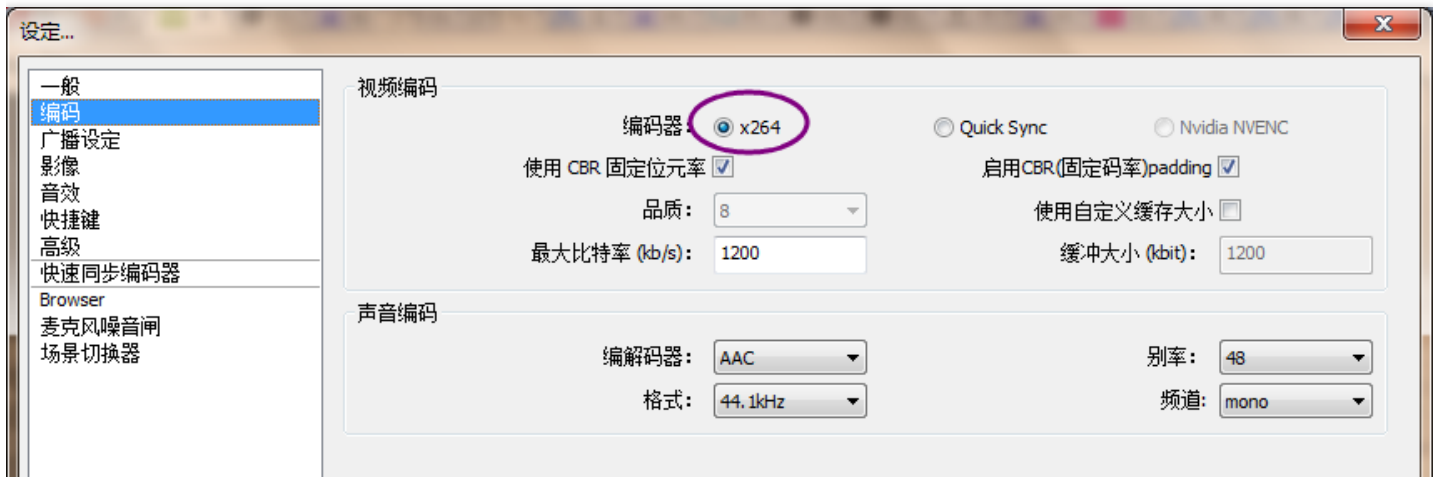 设定...
一般
编码
广播设定
影像
音效
快捷键
高级
快速同步编码器
Browser
麦克风噪音闸
场景切换器
视频编码
编码器: x264 Quick Sync Nvidia NVENC
使用 CBR 固定位元率 启用CBR(固定码率)padding
品质: 8 使用自定义缓存大小
最大比特率 (kb/s): 1200 缓冲大小 (kbit): 1200
声音编码
编解码器: AAC 别率: 48
格式: 44.1kHz 频道: mono